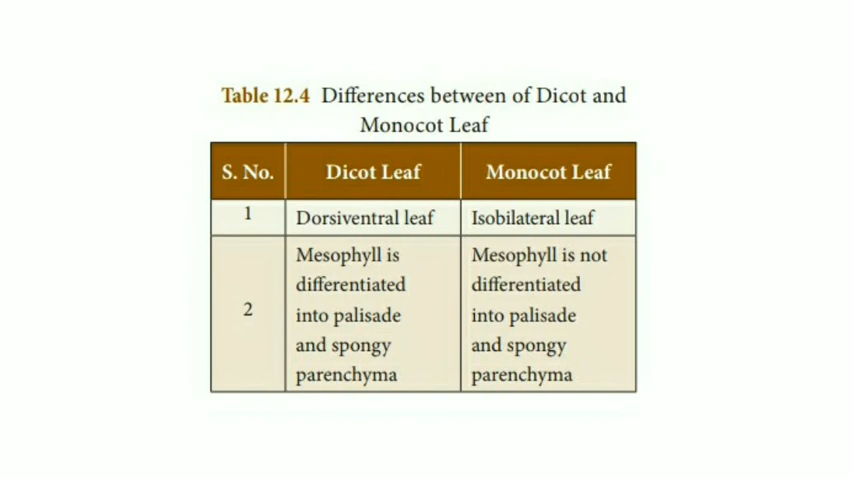 Table 12.4 Differences between of Dicot and
Monocot Leaf
S. No. Dicot Leaf Monocot Leaf
1 Dorsiventral leaf Isobilateral leaf
2
Mesophyll is
differentiated
into palisade
and spongy
parenchyma
Mesophyll is not
differentiated
into palisade
and spongy
parenchyma